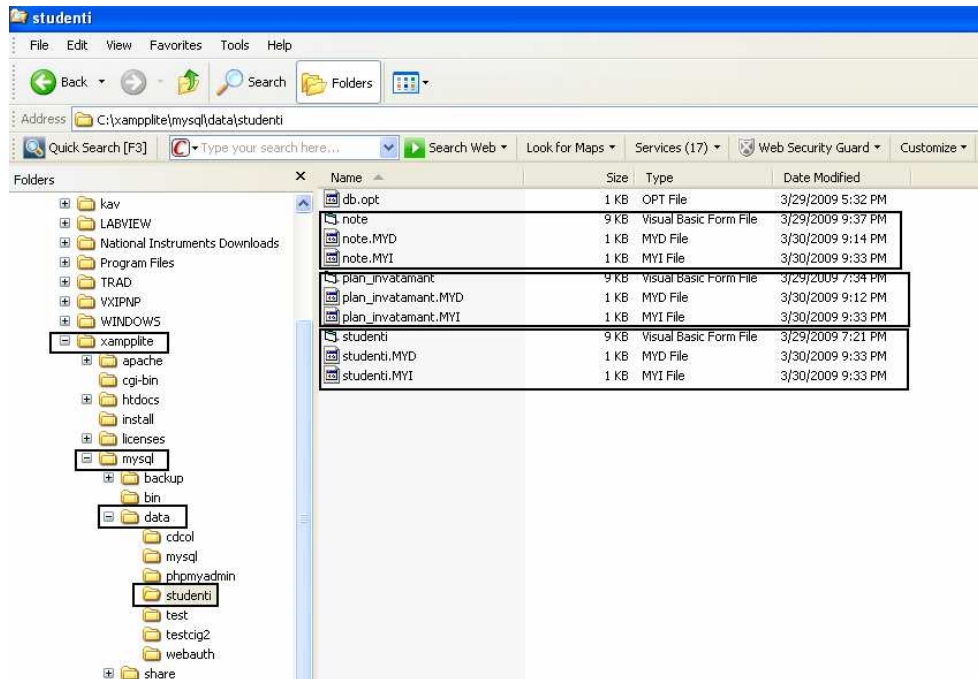 studenti
File Edit View Favorites Tools Help
Back Search Folders
Address C:\xampplite\mysql\data\studenti
Quick Search [F3] Type your search here... Search Web Look for Maps Services (17) Web Security Guard Customize
Folders x Name Size Type Date Modified
kav
LABVIEW
National Instruments Downloads
Program Files
TRAD
VXIPNP
WINDOWS
xampplite
apache
cgi-bin
htdocs
install
licenses
mysql
backup
bin
data
cdcol
mysql
phpmyadmin
studenti
test
testcig2
webauth
share
db.opt 1 KB OPT File 3/29/2009 5:32 PM
note 9 KB Visual Basic Form File 3/29/2009 9:37 PM
note.MYD 1 KB MYD File 3/30/2009 9:14 PM
note.MYI 1 KB MYI File 3/30/2009 9:33 PM
plan_invatamant 9 KB Visual Basic Form File 3/29/2009 7:34 PM
plan_invatamant.MYD 1 KB MYD File 3/30/2009 9:12 PM
plan_invatamant.MYI 1 KB MYI File 3/30/2009 9:33 PM
studenti 9 KB Visual Basic Form File 3/29/2009 7:21 PM
studenti.MYD 1 KB MYD File 3/30/2009 9:33 PM
studenti.MYI 1 KB MYI File 3/30/2009 9:33 PM